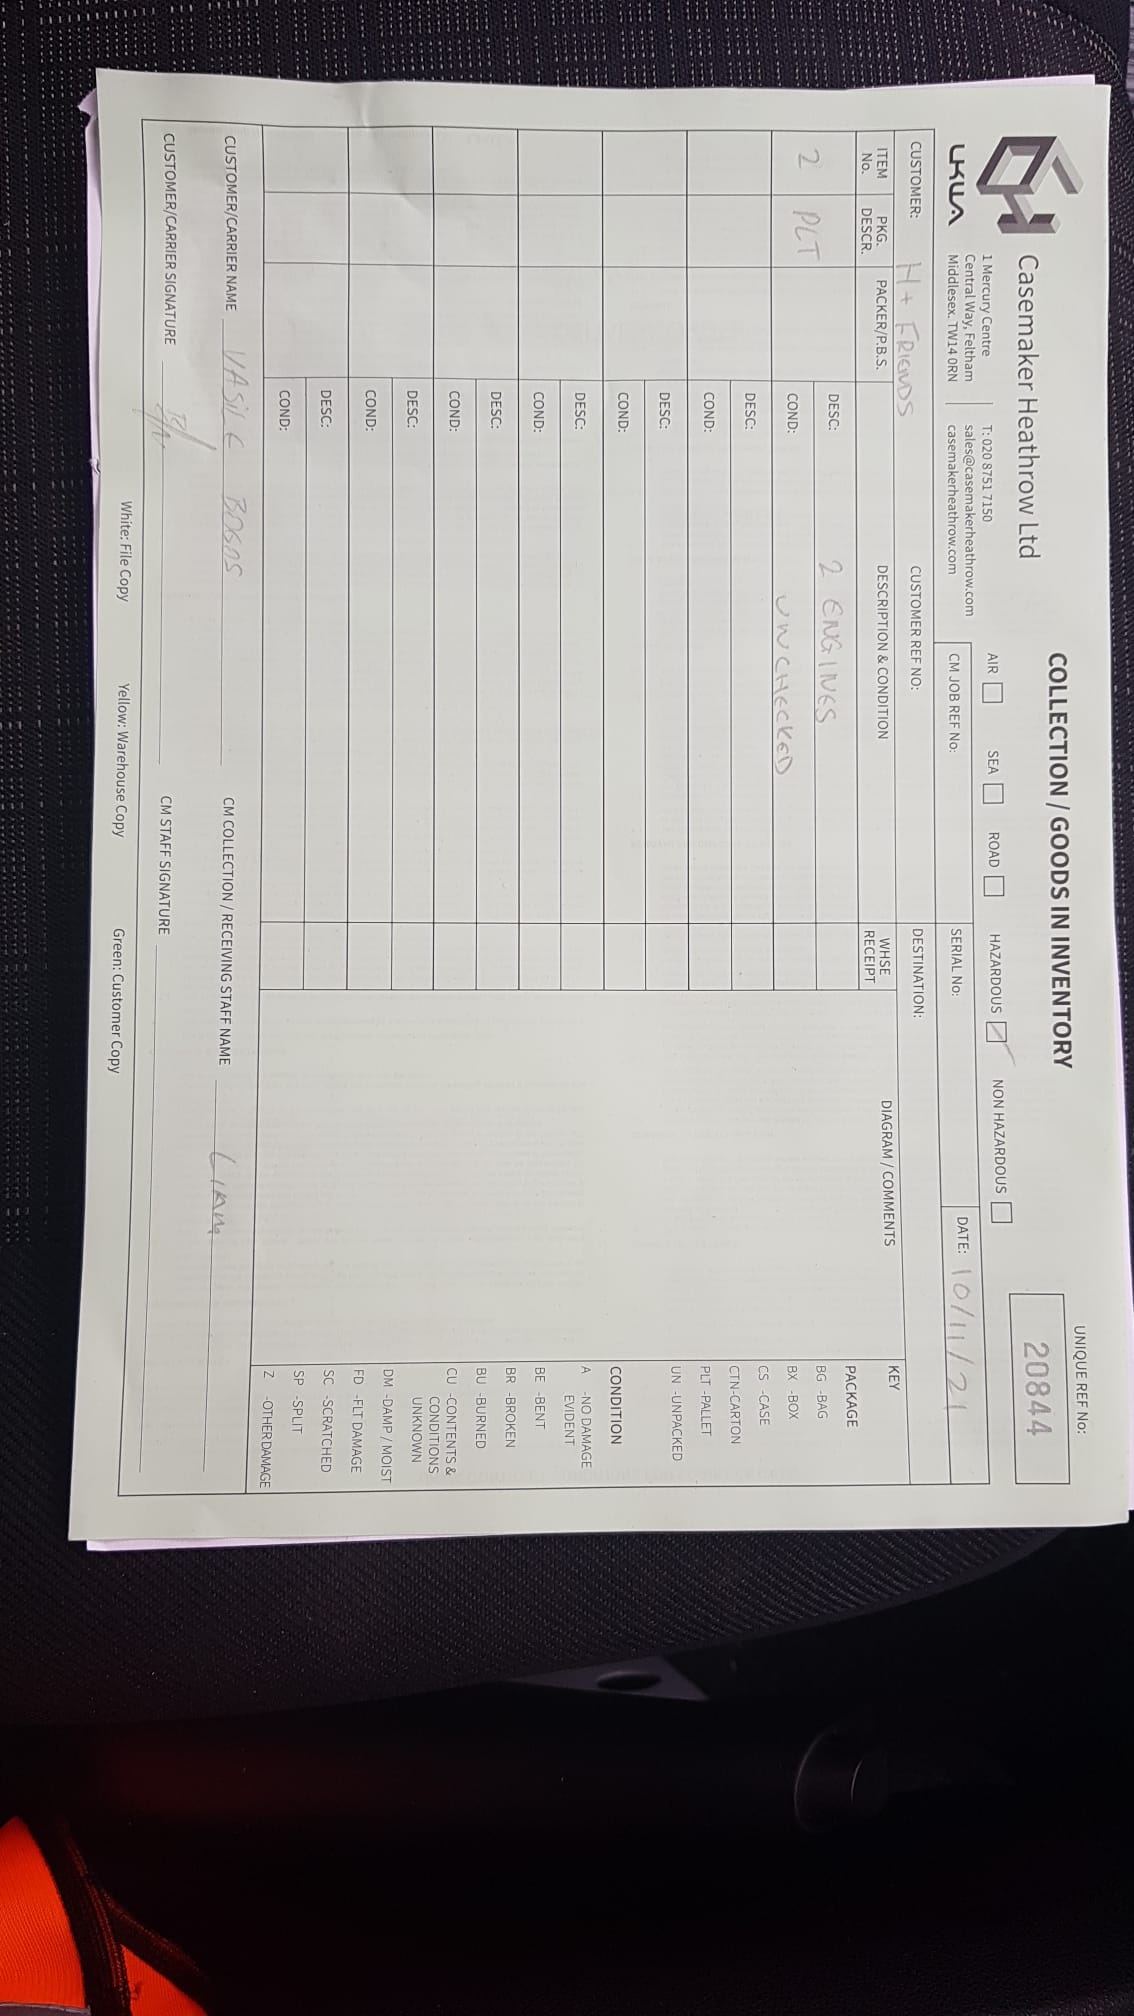 Casemaker Heathrow Ltd
1 Mercury Centre
Central Way, Feltham
Middlesex. TW14 0RN
T: 020 8751 7150
sales@casemakerheathrow.com
casemakerheathrow.com
COLLECTION / GOODS IN INVENTORY
UNIQUE REF No:
20844
AIR SEA ROAD HAZARDOUS NON HAZARDOUS
CM JOB REF No: SERIAL No: DATE: 10/11/21
CUSTOMER: H + FRIENDS CUSTOMER REF NO: DESTINATION:
ITEM No. PKG. DESCR. PACKER/P.B.S. DESCRIPTION & CONDITION WHSE RECEIPT DIAGRAM / COMMENTS KEY
2 PLT DESC: 2 ENGINES
COND: UNCHECKED
DESC:
COND:
DESC:
COND:
DESC:
COND:
DESC:
COND:
DESC:
COND:
DESC:
COND:
PACKAGE
BG -BAG
BX -BOX
CS -CASE
CTN-CARTON
PLT -PALLET
UN -UNPACKED
CONDITION
A -NO DAMAGE
EVIDENT
BE -BENT
BR -BROKEN
BU -BURNED
CU -CONTENTS &
CONDITIONS
UNKNOWN
DM -DAMP / MOIST
FD -FLT DAMAGE
SC -SCRATCHED
SP -SPLIT
Z -OTHER DAMAGE
CUSTOMER/CARRIER NAME VASILE CM COLLECTION / RECEIVING STAFF NAME LIAM
CUSTOMER/CARRIER SIGNATURE CM STAFF SIGNATURE
White: File Copy Yellow: Warehouse Copy Green: Customer Copy